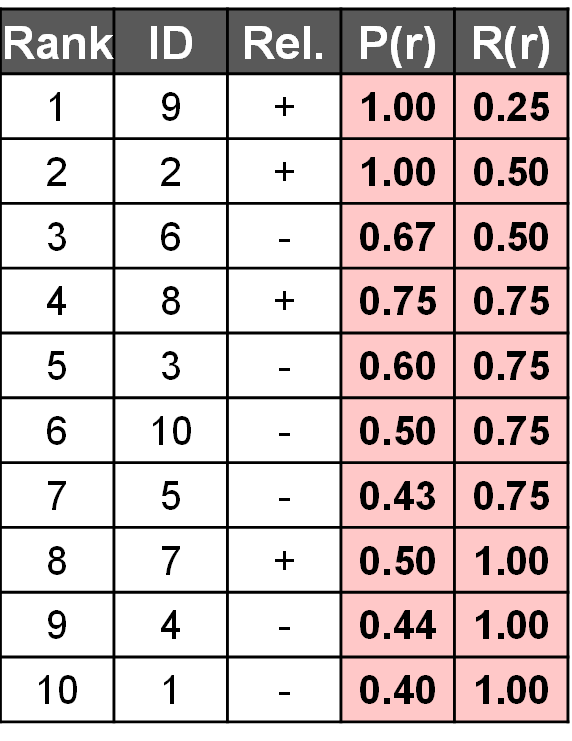 Rank ID Rel. P(r) R(r)
1 9 + 1.00 0.25
2 2 + 1.00 0.50
3 6 - 0.67 0.50
4 8 + 0.75 0.75
5 3 - 0.60 0.75
6 10 - 0.50 0.75
7 5 - 0.43 0.75
8 7 + 0.50 1.00
9 4 - 0.44 1.00
10 1 - 0.40 1.00